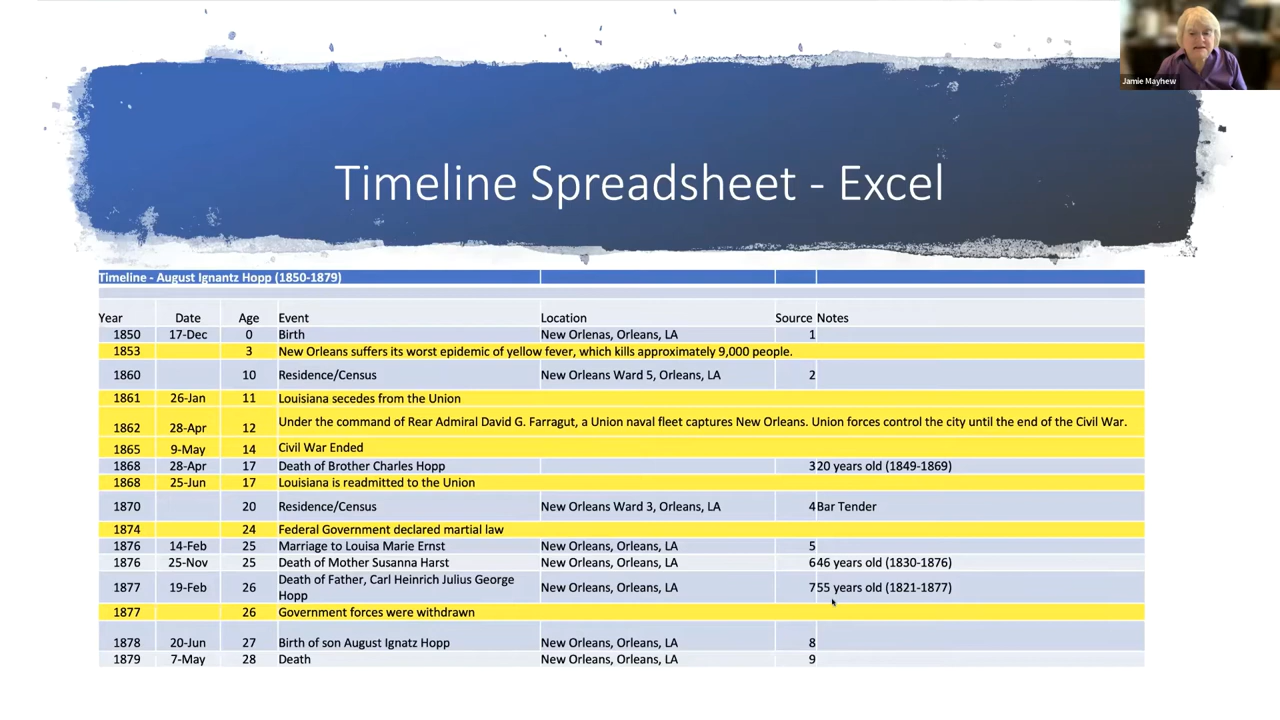 Jamie Mayhew
Timeline Spreadsheet - Excel
Timeline - August Ignantz Hopp (1850-1879)
Year Date Age Event Location Source Notes
1850 17-Dec 0 Birth New Orlenas, Orleans, LA 1
1853 3 New Orleans suffers its worst epidemic of yellow fever, which kills approximately 9,000 people.
1860 10 Residence/Census New Orleans Ward 5, Orleans, LA 2
1861 26-Jan 11 Louisiana secedes from the Union
1862 28-Apr 12 Under the command of Rear Admiral David G. Farragut, a Union naval fleet captures New Orleans. Union forces control the city until the end of the Civil War.
1865 9-May 14 Civil War Ended
1868 28-Apr 17 Death of Brother Charles Hopp 3 20 years old (1849-1869)
1868 25-Jun 17 Louisiana is readmitted to the Union
1870 20 Residence/Census New Orleans Ward 3, Orleans, LA 4 Bar Tender
1874 24 Federal Government declared martial law
1876 14-Feb 25 Marriage to Louisa Marie Ernst New Orleans, Orleans, LA 5
1876 25-Nov 25 Death of Mother Susanna Harst New Orleans, Orleans, LA 6 46 years old (1830-1876)
1877 19-Feb 26 Death of Father, Carl Heinrich Julius George
Hopp New Orleans, Orleans, LA 7 55 years old (1821-1877)
1877 26 Government forces were withdrawn
1878 20-Jun 27 Birth of son August Ignatz Hopp New Orleans, Orleans, LA 8
1879 7-May 28 Death New Orleans, Orleans, LA 9